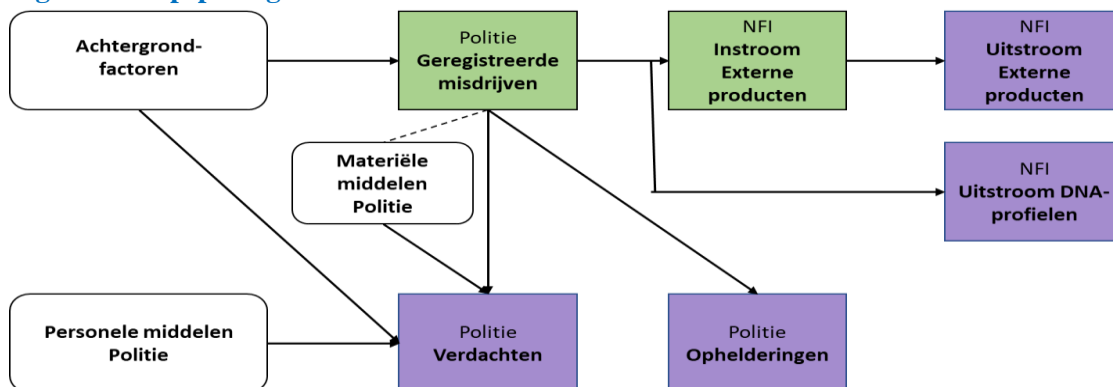 Achtergrond-
factoren
Politie
Geregistreerde
misdrijven
NFI
Instroom
Externe
producten
NFI
Uitstroom
Externe
producten
Materiële
middelen
Politie
NFI
Uitstroom DNA-
profielen
Personele middelen
Politie
Politie
Verdachten
Politie
Ophelderingen